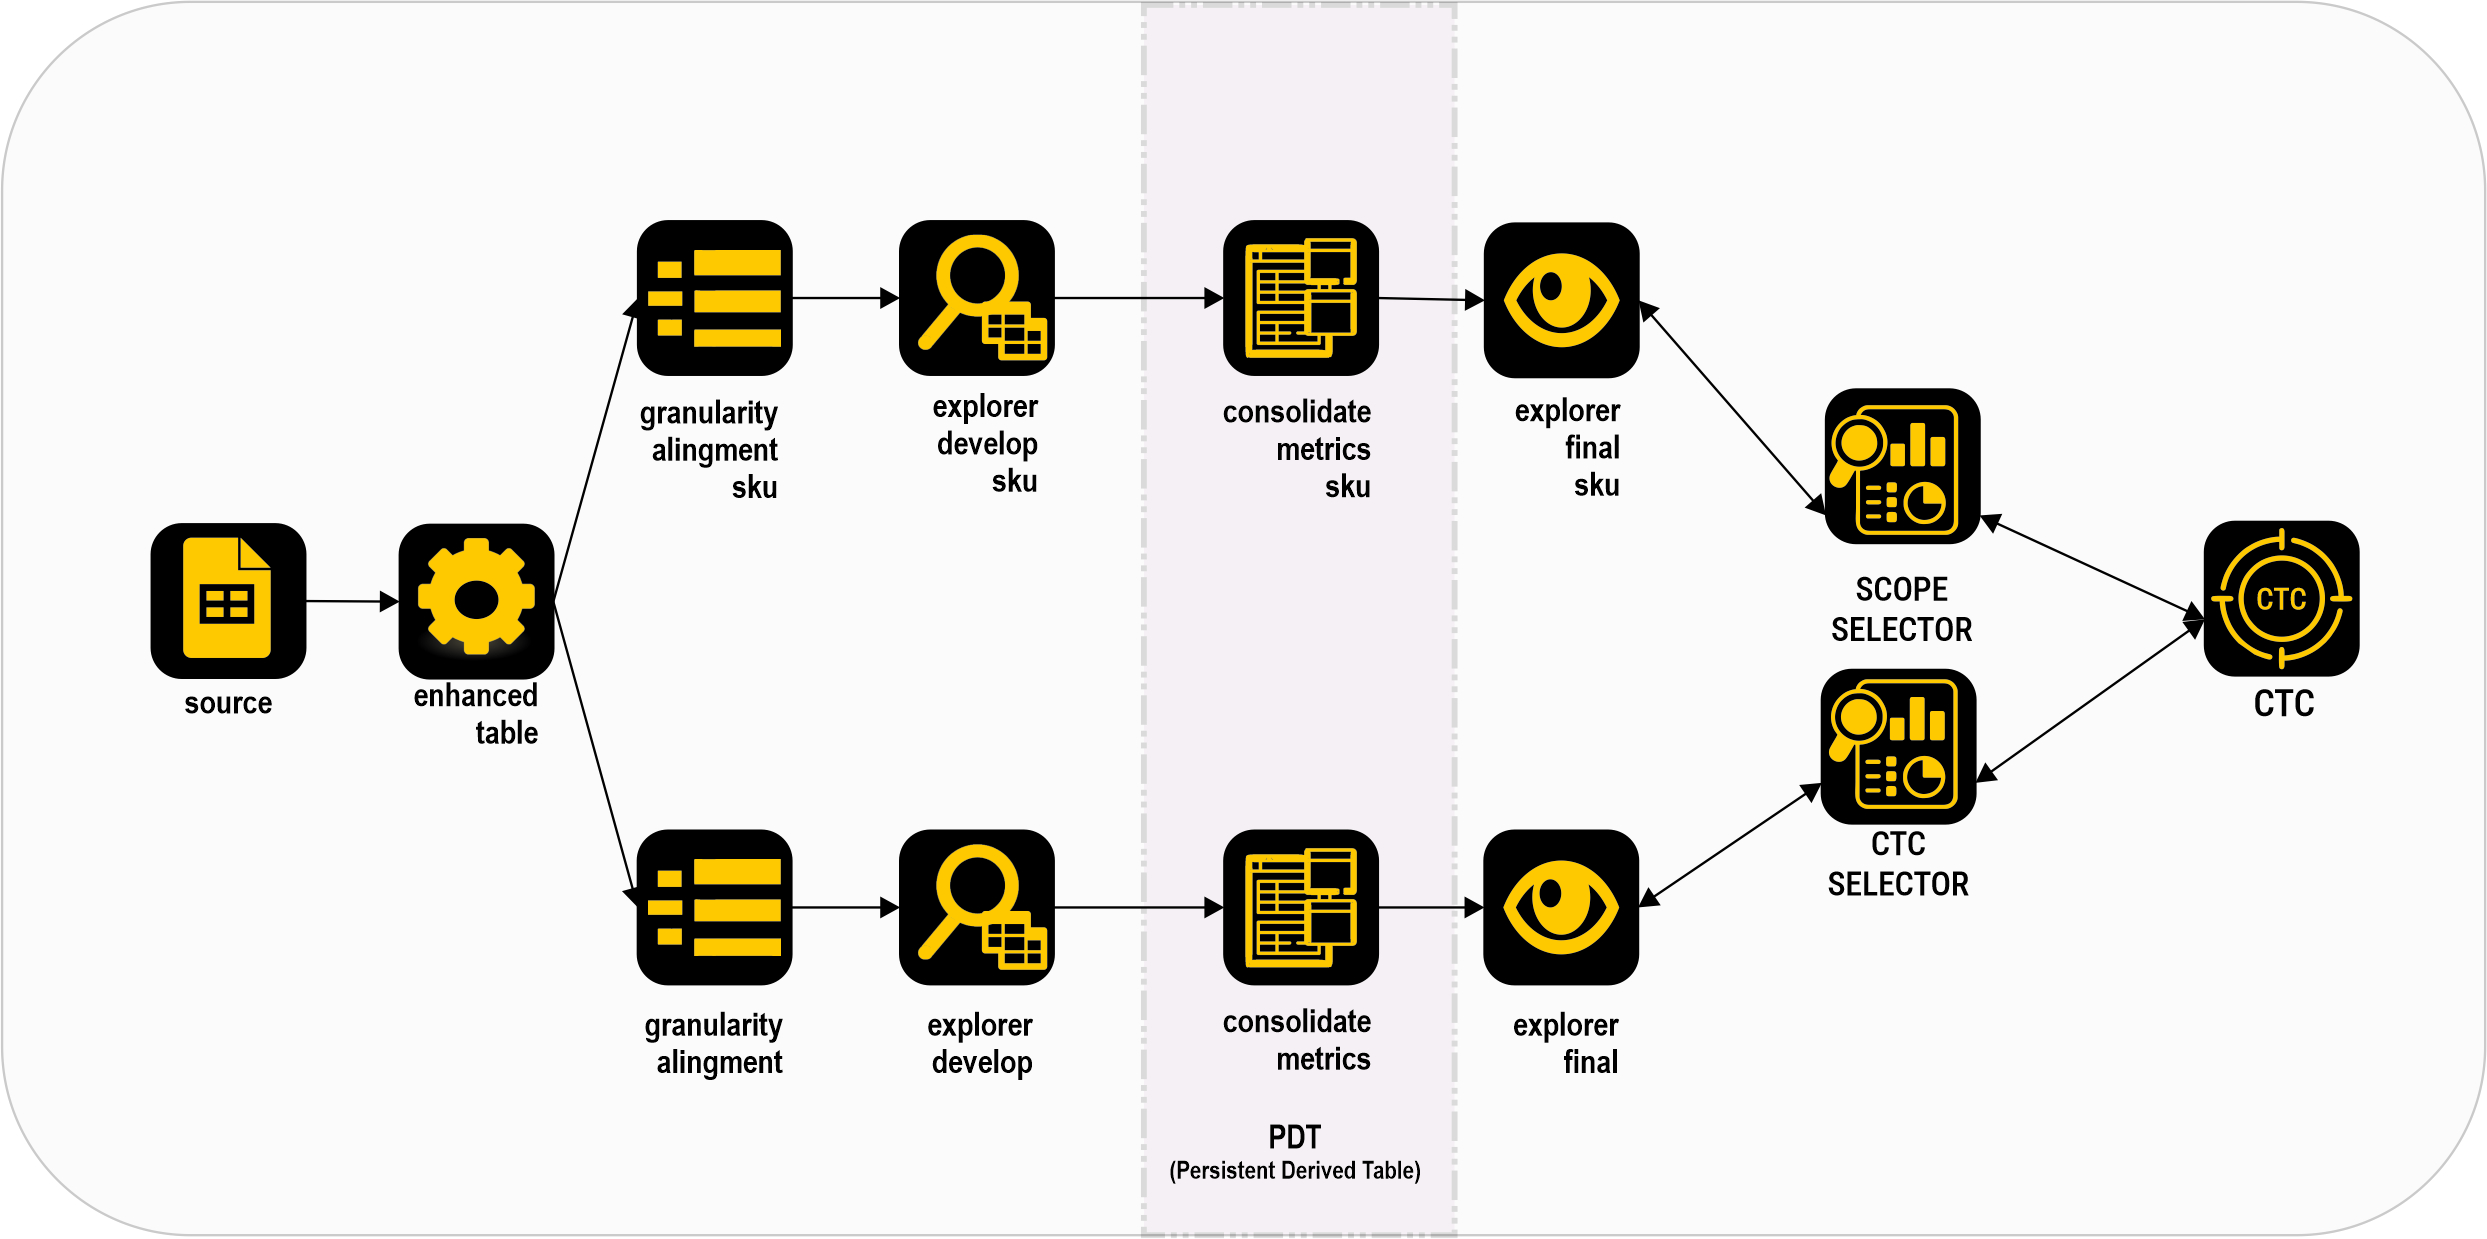 source
enhanced
table
granularity
alingment
sku
explorer
develop
sku
consolidate
metrics
sku
explorer
final
sku
granularity
alingment
explorer
develop
consolidate
metrics
explorer
final
PDT
(Persistent Derived Table)
SCOPE
SELECTOR
CTC
SELECTOR
CTC
CTC